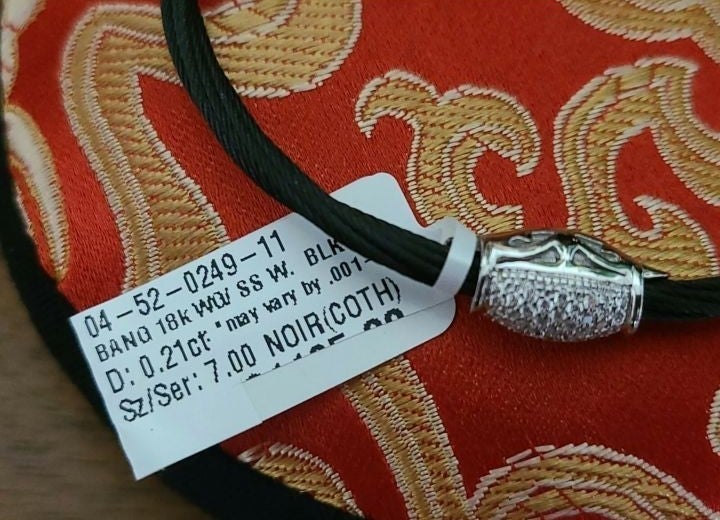 04-52-0249-11
BANG 18k WG/ SS W. BLK
D: 0.21ct *may vary by .001-
Sz/Ser: 7.00 NOIR(COTH)